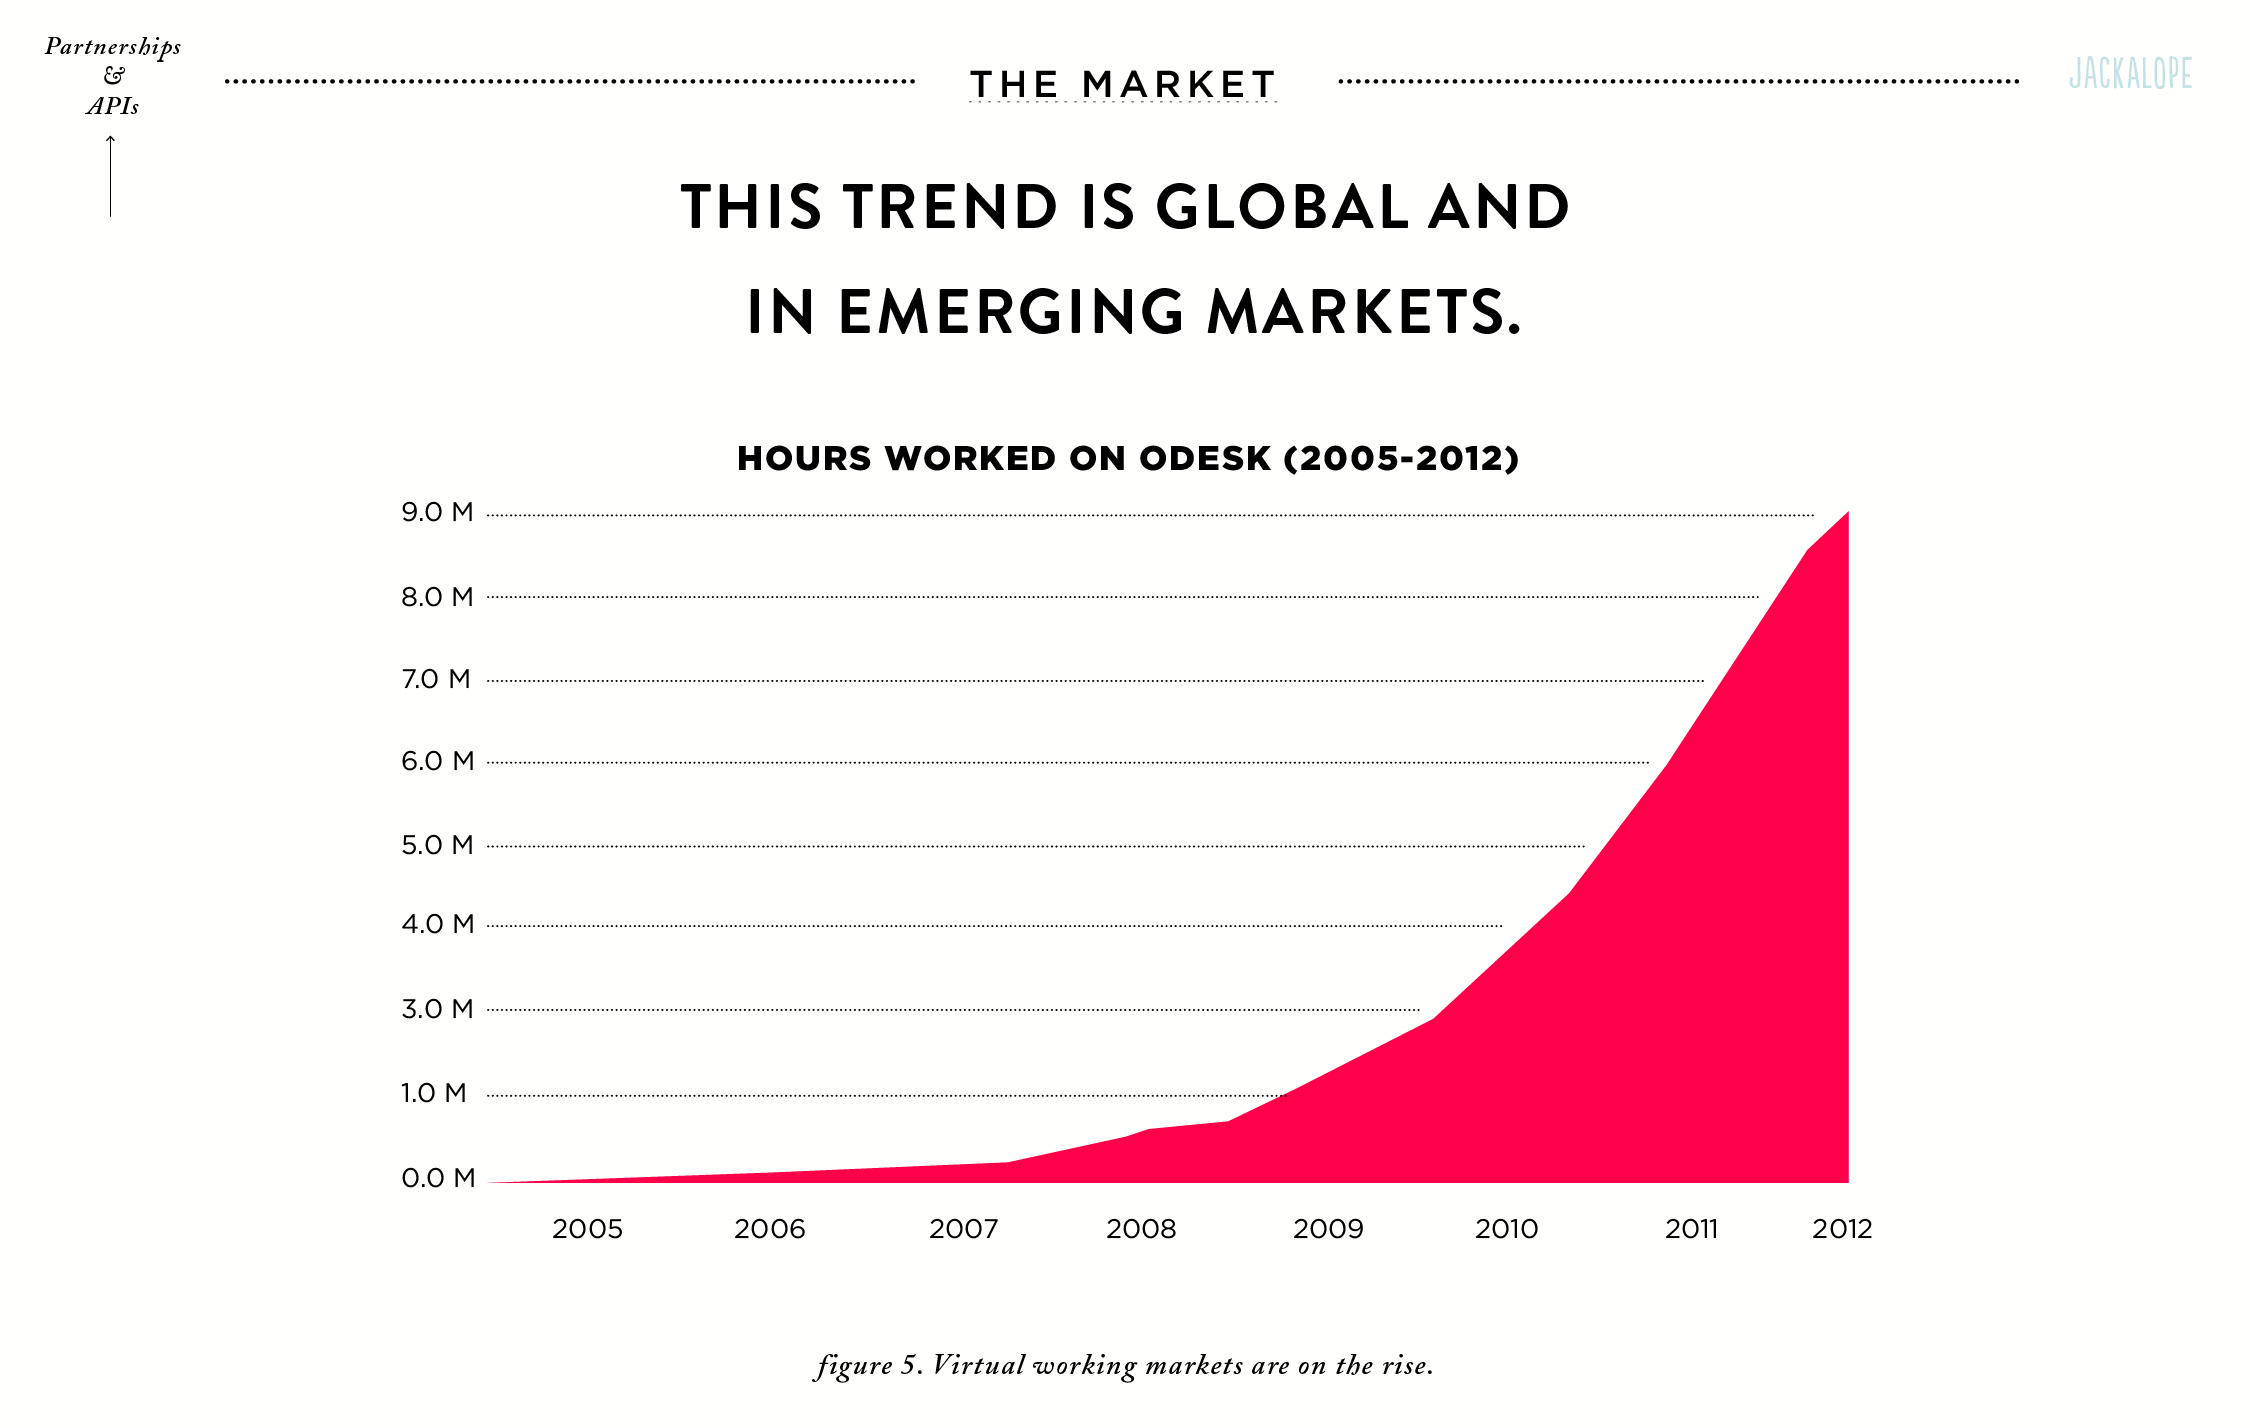 Partnerships
&
APIs
THE MARKET
JACKALOPE
THIS TREND IS GLOBAL AND
IN EMERGING MARKETS.
HOURS WORKED ON ODESK (2005-2012)
9.0 M
8.0 M
7.0 M
6.0 M
5.0 M
4.0 M
3.0 M
1.0 M
0.0 M
2005 2006 2007 2008 2009 2010 2011 2012
figure 5. Virtual working markets are on the rise.